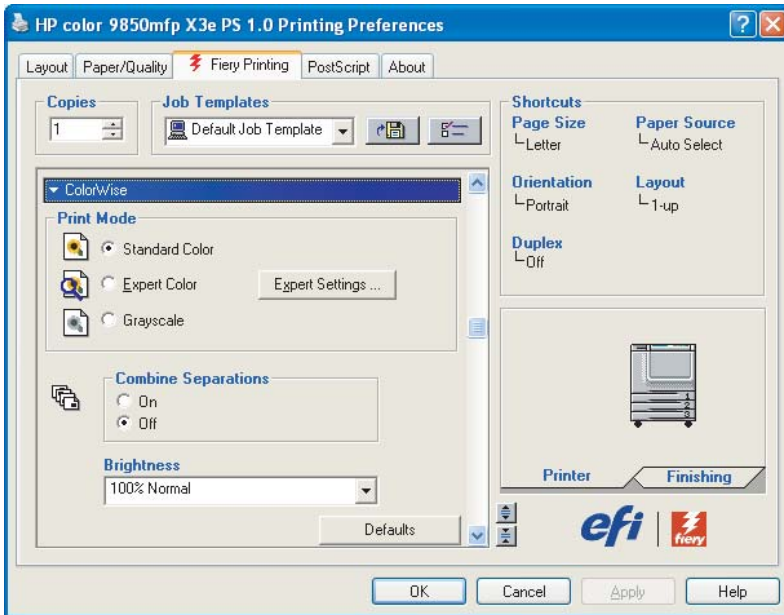 HP color 9850mfp X3e PS 1.0 Printing Preferences
Layout
Paper/Quality
Fiery Printing
PostScript
About
Copies
1
Job Templates
Default Job Template
ColorWise
Print Mode
Standard Color
Expert Color
Expert Settings ...
Grayscale
Combine Separations
On
Off
Brightness
100% Normal
Defaults
Shortcuts
Page Size
Letter
Paper Source
Auto Select
Orientation
Portrait
Layout
1-up
Duplex
Off
1
2
3
Printer
Finishing
efi
fiery
OK
Cancel
Apply
Help